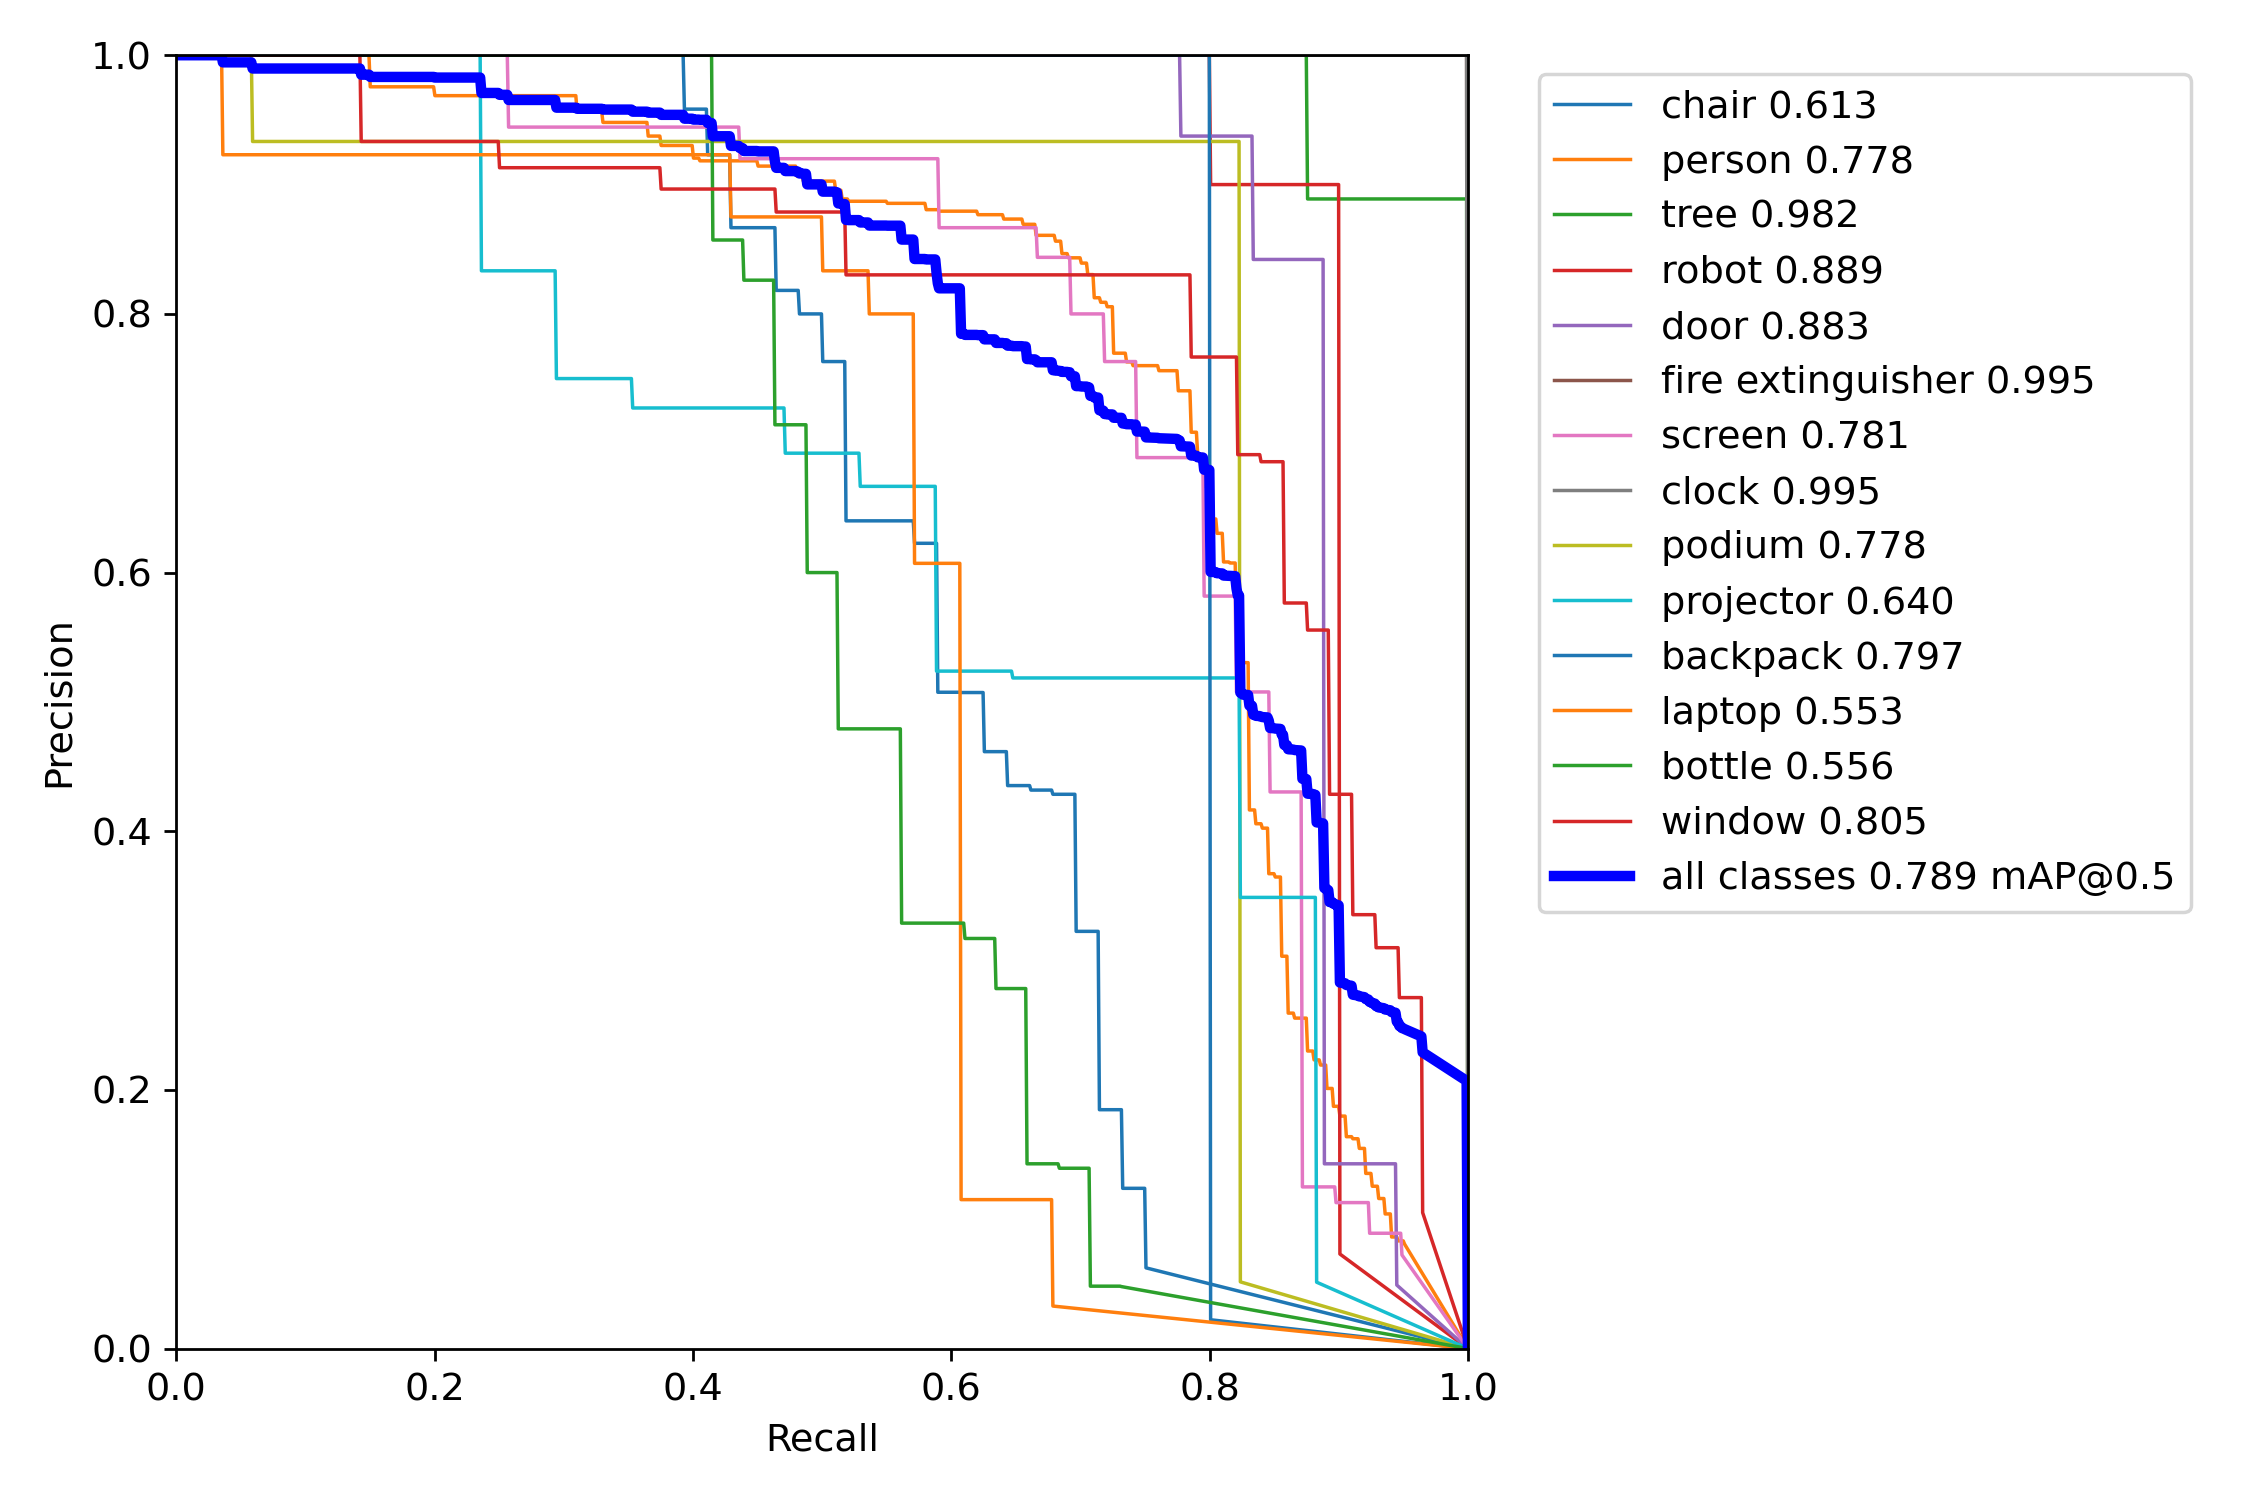 1.0
0.8
0.6
0.4
0.2
0.0
Precision
0.0 0.2 0.4 0.6 0.8 1.0
Recall
chair 0.613
person 0.778
tree 0.982
robot 0.889
door 0.883
fire extinguisher 0.995
screen 0.781
clock 0.995
podium 0.778
projector 0.640
backpack 0.797
laptop 0.553
bottle 0.556
window 0.805
all classes 0.789 mAP@0.5